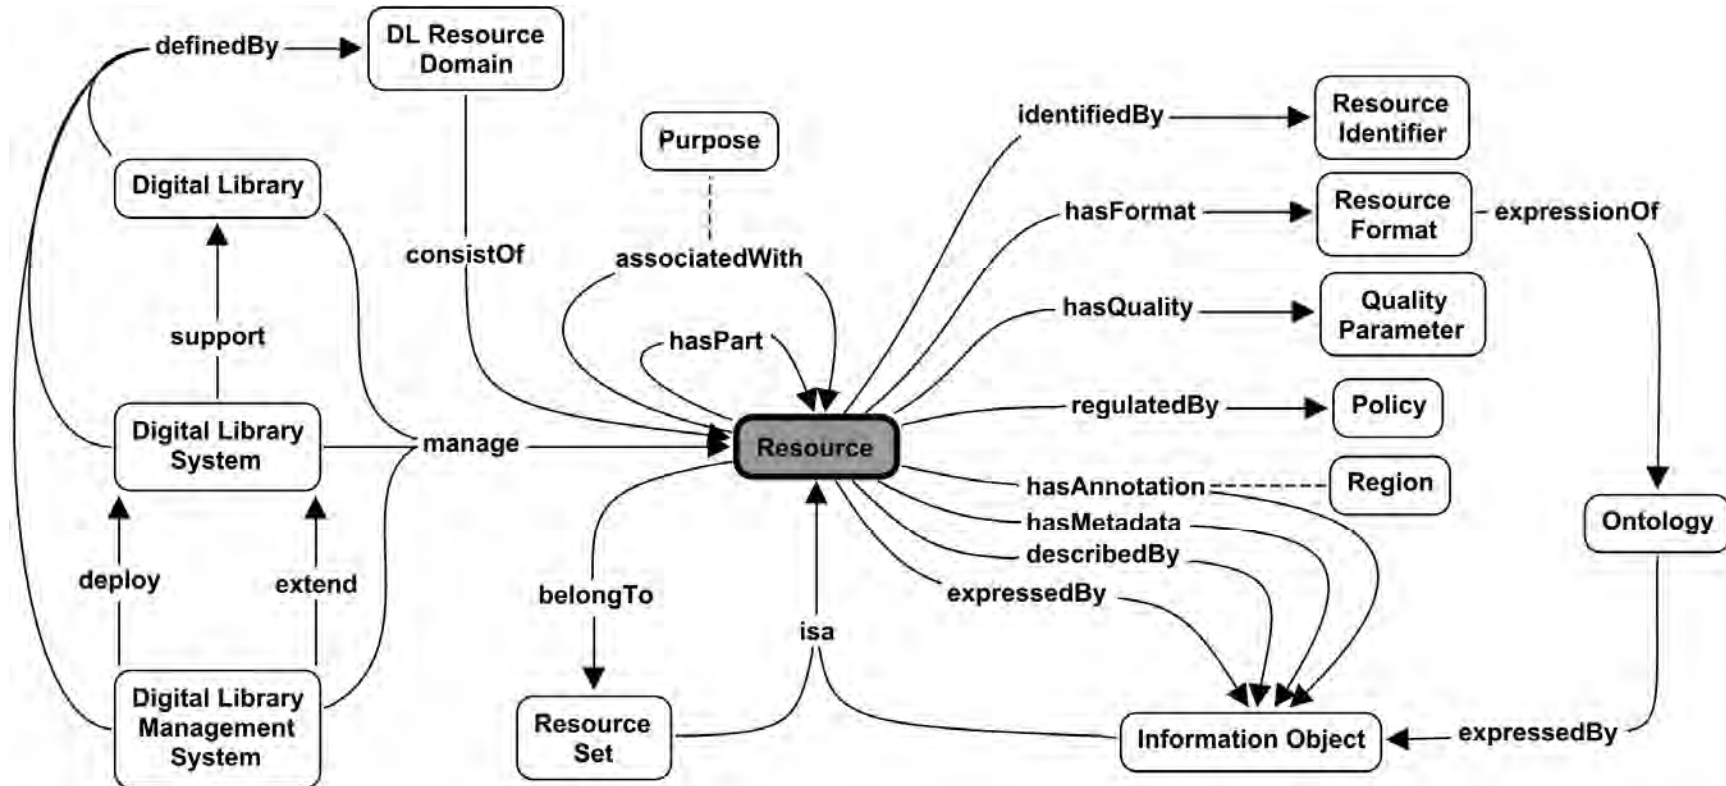 definedBy
DL Resource
Domain
Purpose
identifiedBy
Resource
Identifier
Digital Library
hasFormat
Resource
Format
expressionOf
consistOf
associatedWith
support
hasPart
hasQuality
Quality
Parameter
regulatedBy
Policy
Digital Library
System
manage
Resource
hasAnnotation
Region
hasMetadata
describedBy
Ontology
deploy
extend
belongTo
expressedBy
isa
Digital Library
Management
System
Resource
Set
Information Object
expressedBy